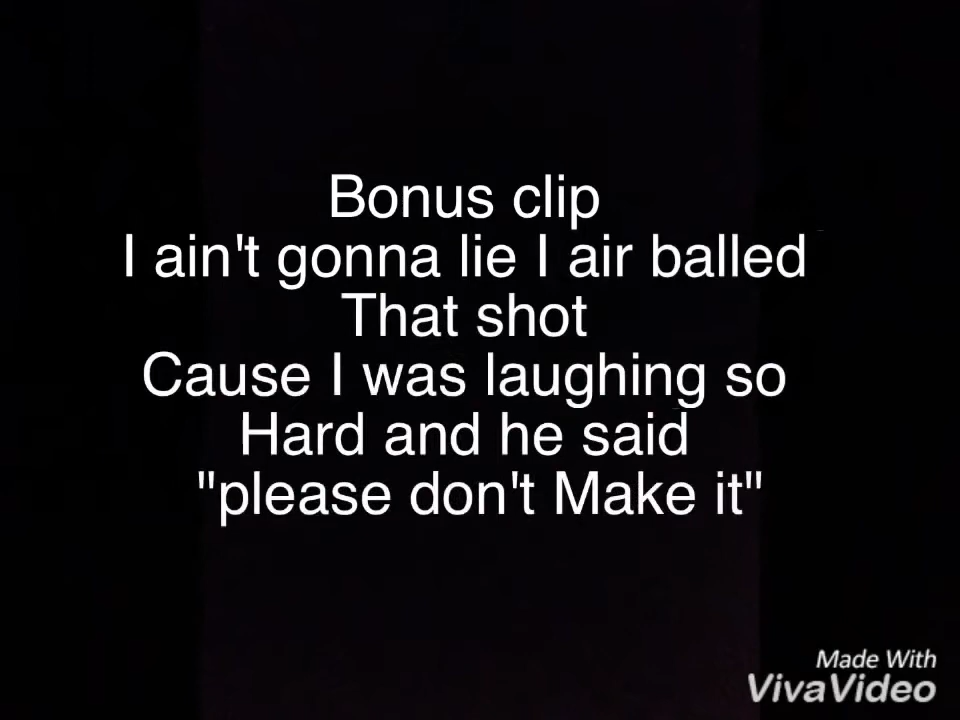 Bonus clip
I ain't gonna lie I air balled
That shot
Cause I was laughing so
Hard and he said
"please don't Make it"
Made With
VivaVideo